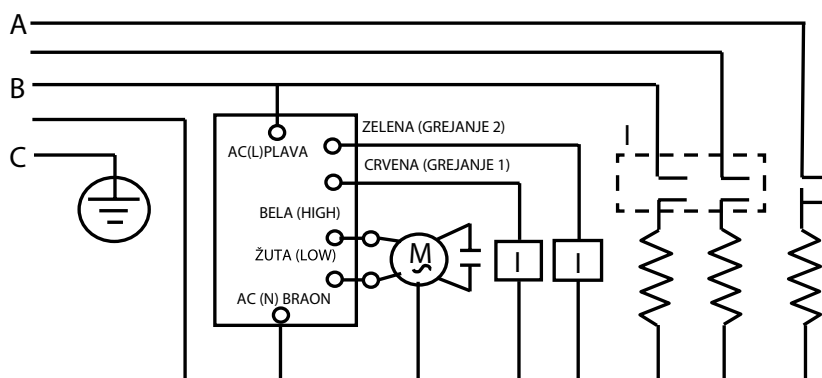 A
B
C
AC(L)PLAVA
ZELENA (GREJANJE 2)
CRVENA (GREJANJE 1)
BELA (HIGH)
ŽUTA (LOW)
AC (N) BRAON
M
I
I
I